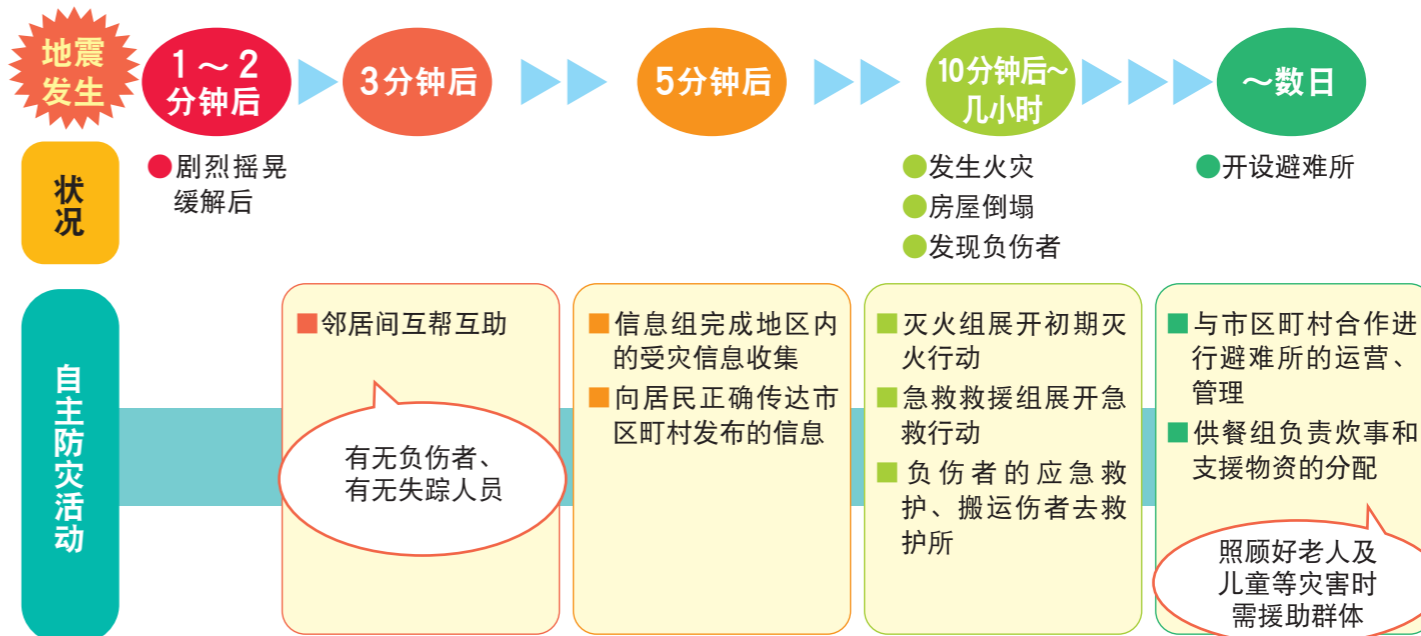 地震
发生
1～2
分钟后
3分钟后
5分钟后
10分钟后～
几小时
～数日
状况
●剧烈摇晃
缓解后
●发生火灾
●房屋倒塌
●发现负伤者
●开设避难所
自主防灾活动
■邻居间互帮互助
有无负伤者、
有无失踪人员
■信息组完成地区内
的受灾信息收集
■向居民正确传达市
区町村发布的信息
■灭火组展开初期灭
火行动
■急救救援组展开急
救行动
■负伤者的应急救
护、搬运伤者去救
护所
■与市区町村合作进
行避难所的运营、
管理
■供餐组负责炊事和
支援物资的分配
照顾好老人及
儿童等灾害时
需援助群体